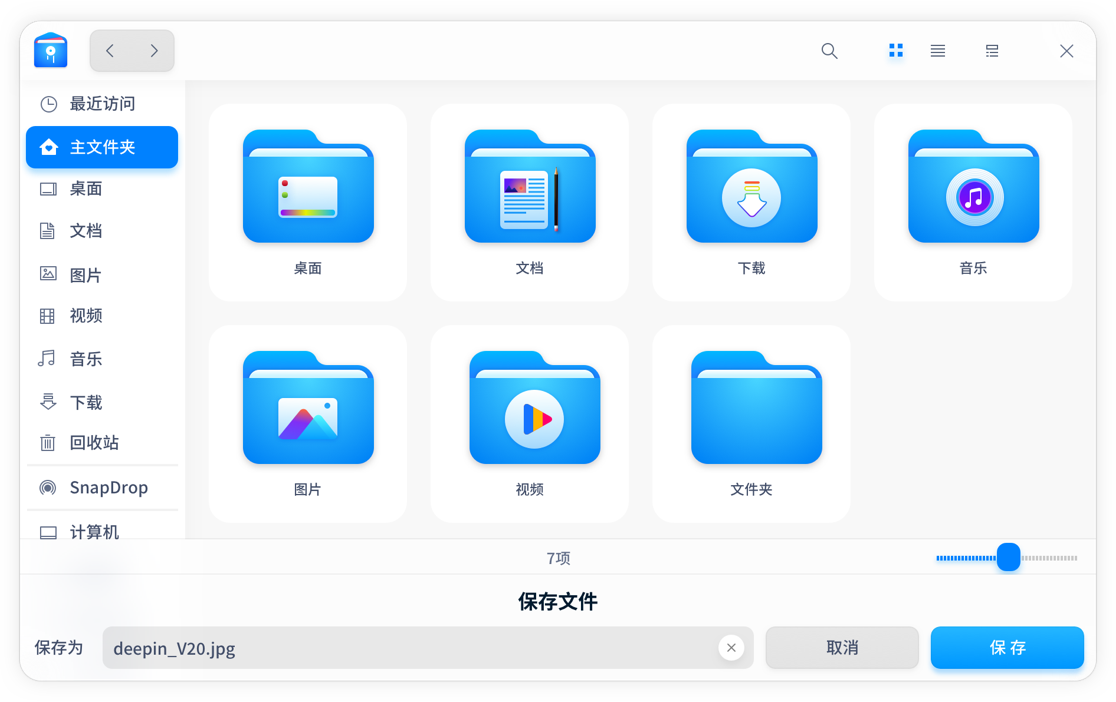 最近访问
主文件夹
桌面
文档
图片
视频
音乐
下载
回收站
SnapDrop
计算机
桌面
文档
下载
音乐
图片
视频
文件夹
7项
保存文件
保存为
deepin_V20.jpg
取消
保存